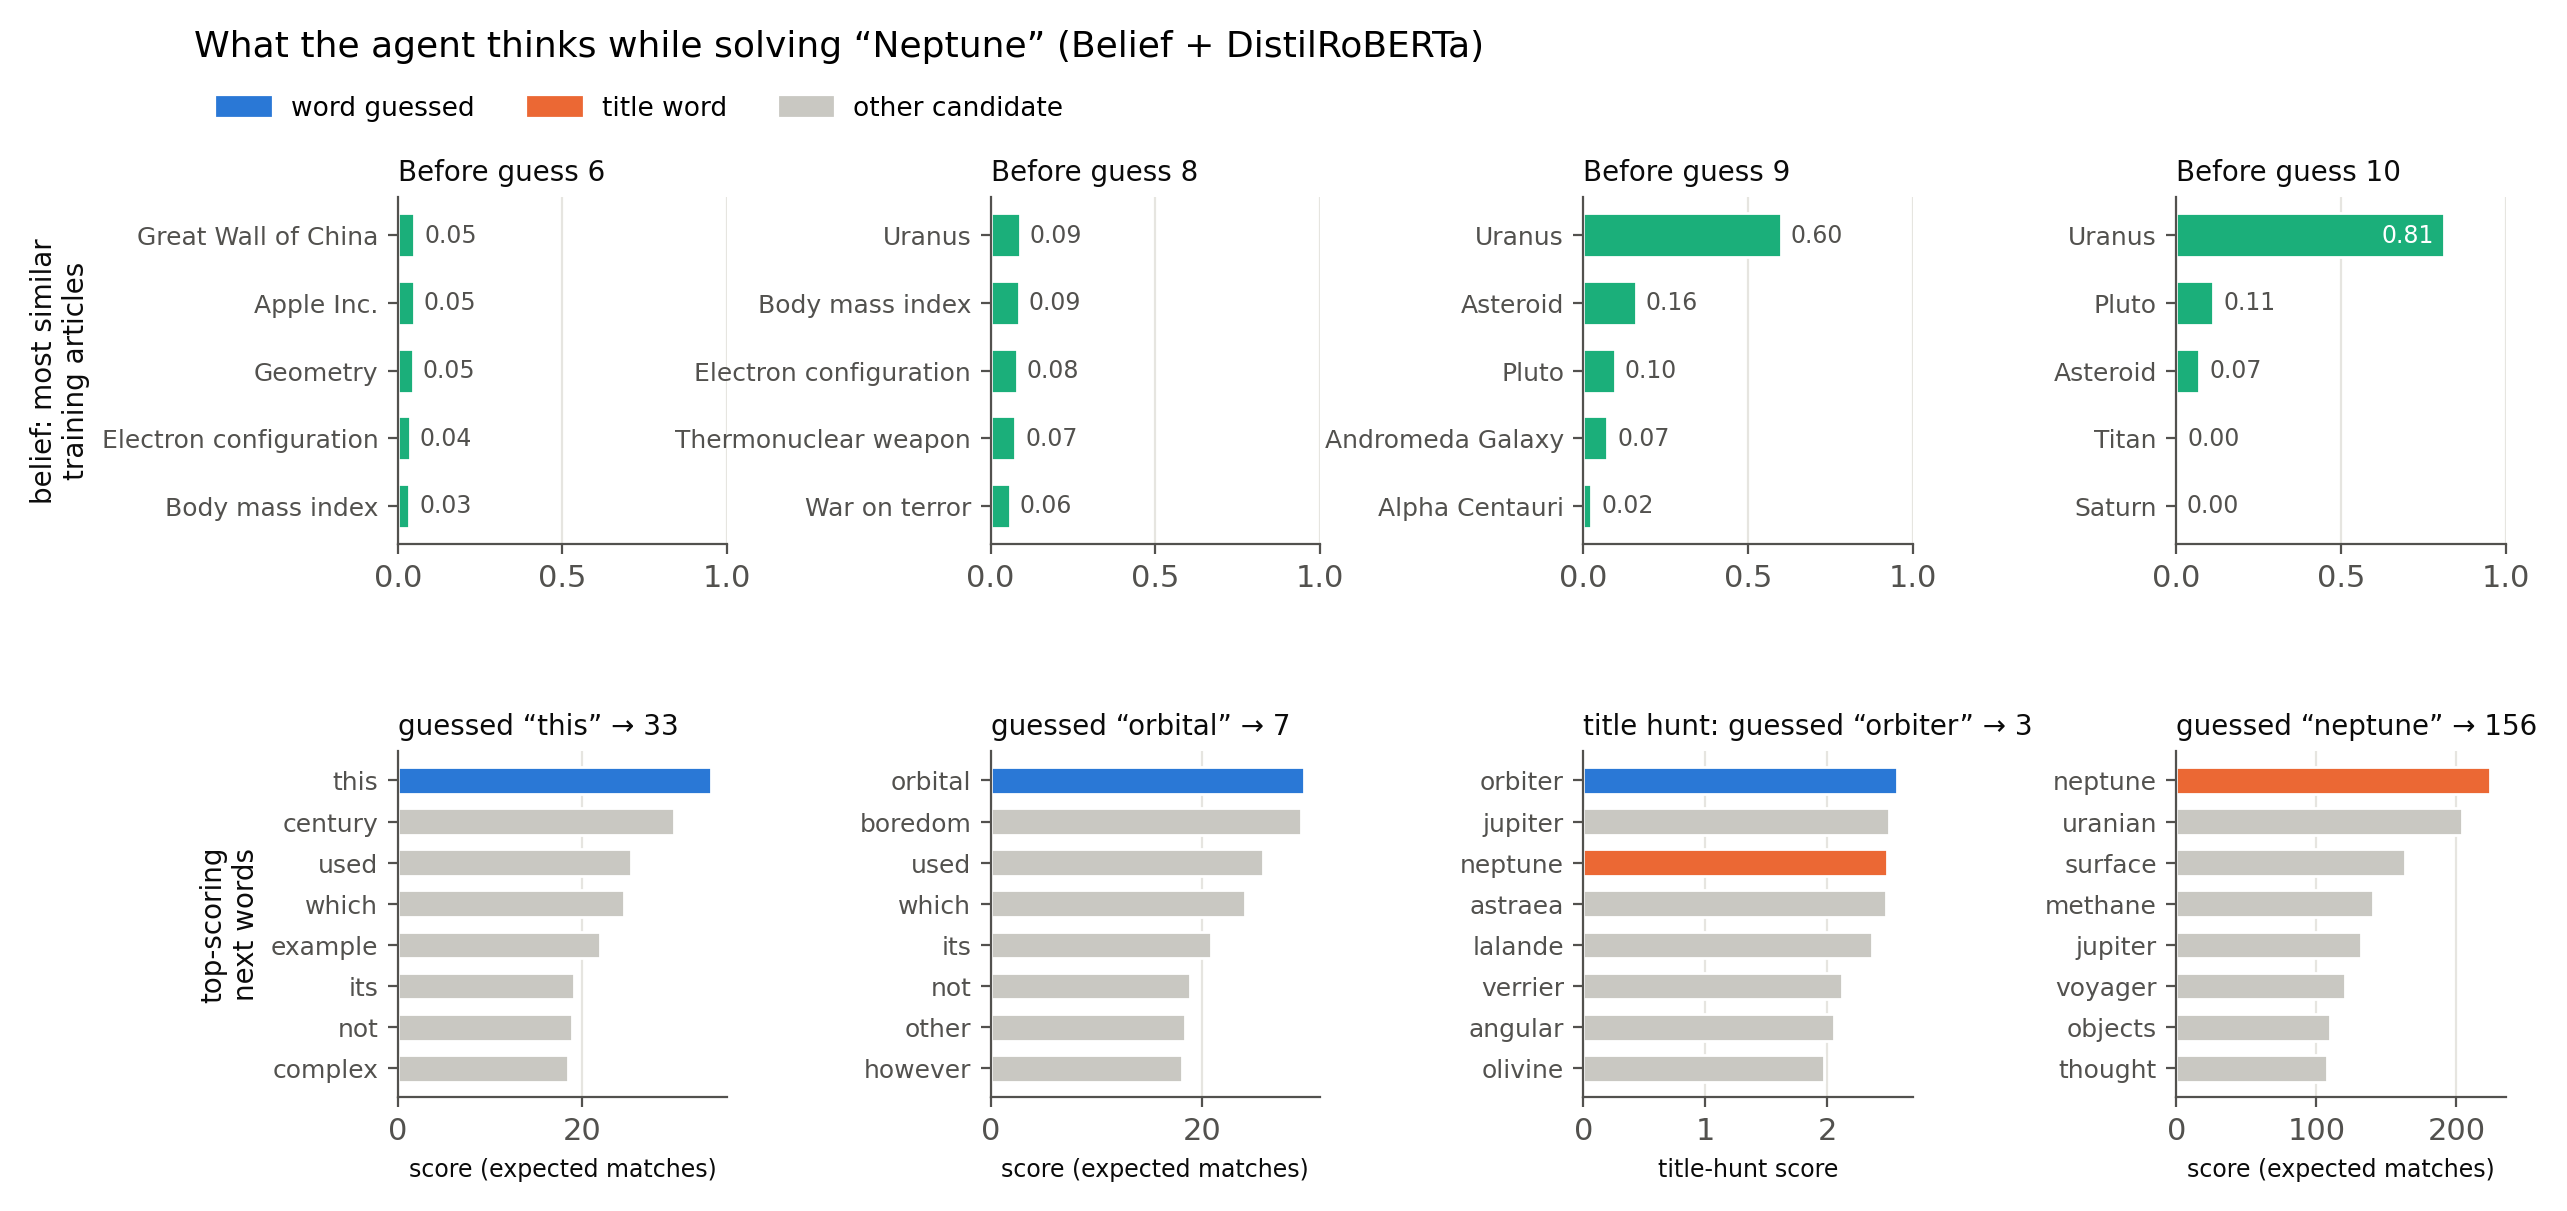 What the agent thinks while solving “Neptune” (Belief + DistilRoBERTa)
word guessed
title word
other candidate
belief: most similar
training articles
Before guess 6
Great Wall of China 0.05
Apple Inc. 0.05
Geometry 0.05
Electron configuration 0.04
Body mass index 0.03
0.0 0.5 1.0
Before guess 8
Uranus 0.09
Body mass index 0.09
Electron configuration 0.08
Thermonuclear weapon 0.07
War on terror 0.06
0.0 0.5 1.0
Before guess 9
Uranus 0.60
Asteroid 0.16
Pluto 0.10
Andromeda Galaxy 0.07
Alpha Centauri 0.02
0.0 0.5 1.0
Before guess 10
Uranus 0.81
Pluto 0.11
Asteroid 0.07
Titan 0.00
Saturn 0.00
0.0 0.5 1.0
top-scoring
next words
guessed “this” → 33
this
century
used
which
example
its
not
complex
0 20
score (expected matches)
guessed “orbital” → 7
orbital
boredom
used
which
its
not
other
however
0 20
score (expected matches)
title hunt: guessed “orbiter” → 3
orbiter
jupiter
neptune
astraea
lalande
verrier
angular
olivine
0 1 2
title-hunt score
guessed “neptune” → 156
neptune
uranian
surface
methane
jupiter
voyager
objects
thought
0 100 200
score (expected matches)